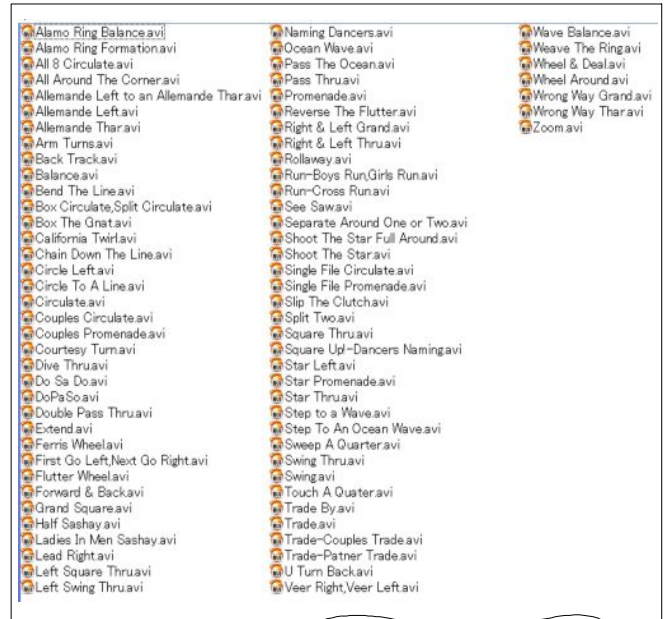 Alamo Ring Balance.avi
Alamo Ring Formation.avi
All 8 Circulate.avi
All Around The Corner.avi
Allemande Left to an Allemande Thar.avi
Allemande Left.avi
Allemande Thar.avi
Arm Turns.avi
Back Track.avi
Balance.avi
Bend The Line.avi
Box Circulate,Split Circulate.avi
Box The Gnat.avi
California Twirl.avi
Chain Down The Line.avi
Circle Left.avi
Circle To A Line.avi
Circulate.avi
Couples Circulate.avi
Couples Promenade.avi
Courtesy Turn.avi
Dive Thru.avi
Do Sa Do.avi
DoPaSo.avi
Double Pass Thru.avi
Extend.avi
Ferris Wheel.avi
First Go Left,Next Go Right.avi
Flutter Wheel.avi
Forward & Back.avi
Grand Square.avi
Half Sashay.avi
Ladies In Men Sashay.avi
Lead Right.avi
Left Square Thru.avi
Left Swing Thru.avi
Naming Dancers.avi
Ocean Wave.avi
Pass The Ocean.avi
Pass Thru.avi
Promenade.avi
Reverse The Flutter.avi
Right & Left Grand.avi
Right & Left Thru.avi
Rollaway.avi
Run-Boys Run,Girls Run.avi
Run-Cross Run.avi
See Saw.avi
Separate Around One or Two.avi
Shoot The Star Full Around.avi
Shoot The Star.avi
Single File Circulate.avi
Single File Promenade.avi
Slip The Clutch.avi
Split Two.avi
Square Thru.avi
Square Up!-Dancers Naming.avi
Star Left.avi
Star Promenade.avi
Star Thru.avi
Step to a Wave.avi
Step To An Ocean Wave.avi
Sweep A Quarter.avi
Swing Thru.avi
Swing.avi
Touch A Quater.avi
Trade By.avi
Trade.avi
Trade-Couples Trade.avi
Trade-Patner Trade.avi
U Turn Back.avi
Veer Right,Veer Left.avi
Wave Balance.avi
Weave The Ring.avi
Wheel & Deal.avi
Wheel Around.avi
Wrong Way Grand.avi
Wrong Way Thar.avi
Zoom.avi